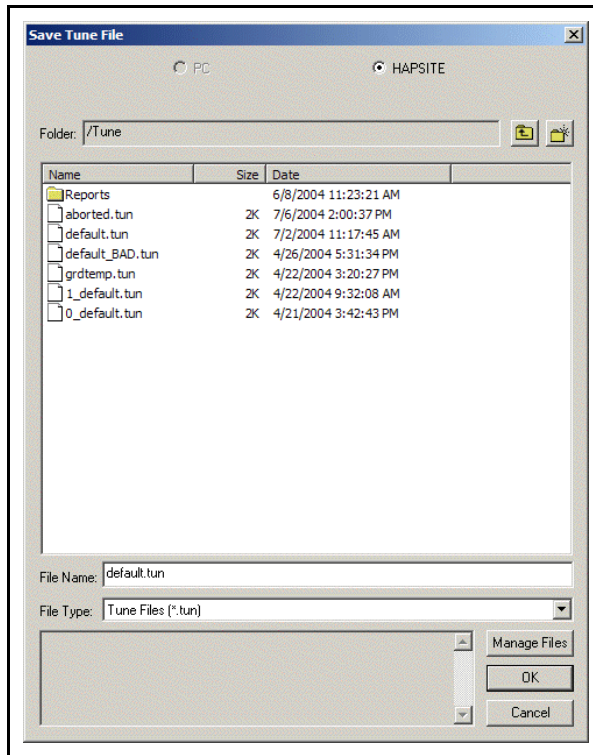 Save Tune File
PC HAPSITE
Folder: /Tune
Name Size Date
Reports 6/8/2004 11:23:21 AM
aborted.tun 2K 7/6/2004 2:00:37 PM
default.tun 2K 7/2/2004 11:17:45 AM
default_BAD.tun 2K 4/26/2004 5:31:34 PM
grdtemp.tun 2K 4/22/2004 3:20:27 PM
1_default.tun 2K 4/22/2004 9:32:08 AM
0_default.tun 2K 4/21/2004 3:42:43 PM
File Name: default.tun
File Type: Tune Files (*.tun)
Manage Files
OK
Cancel